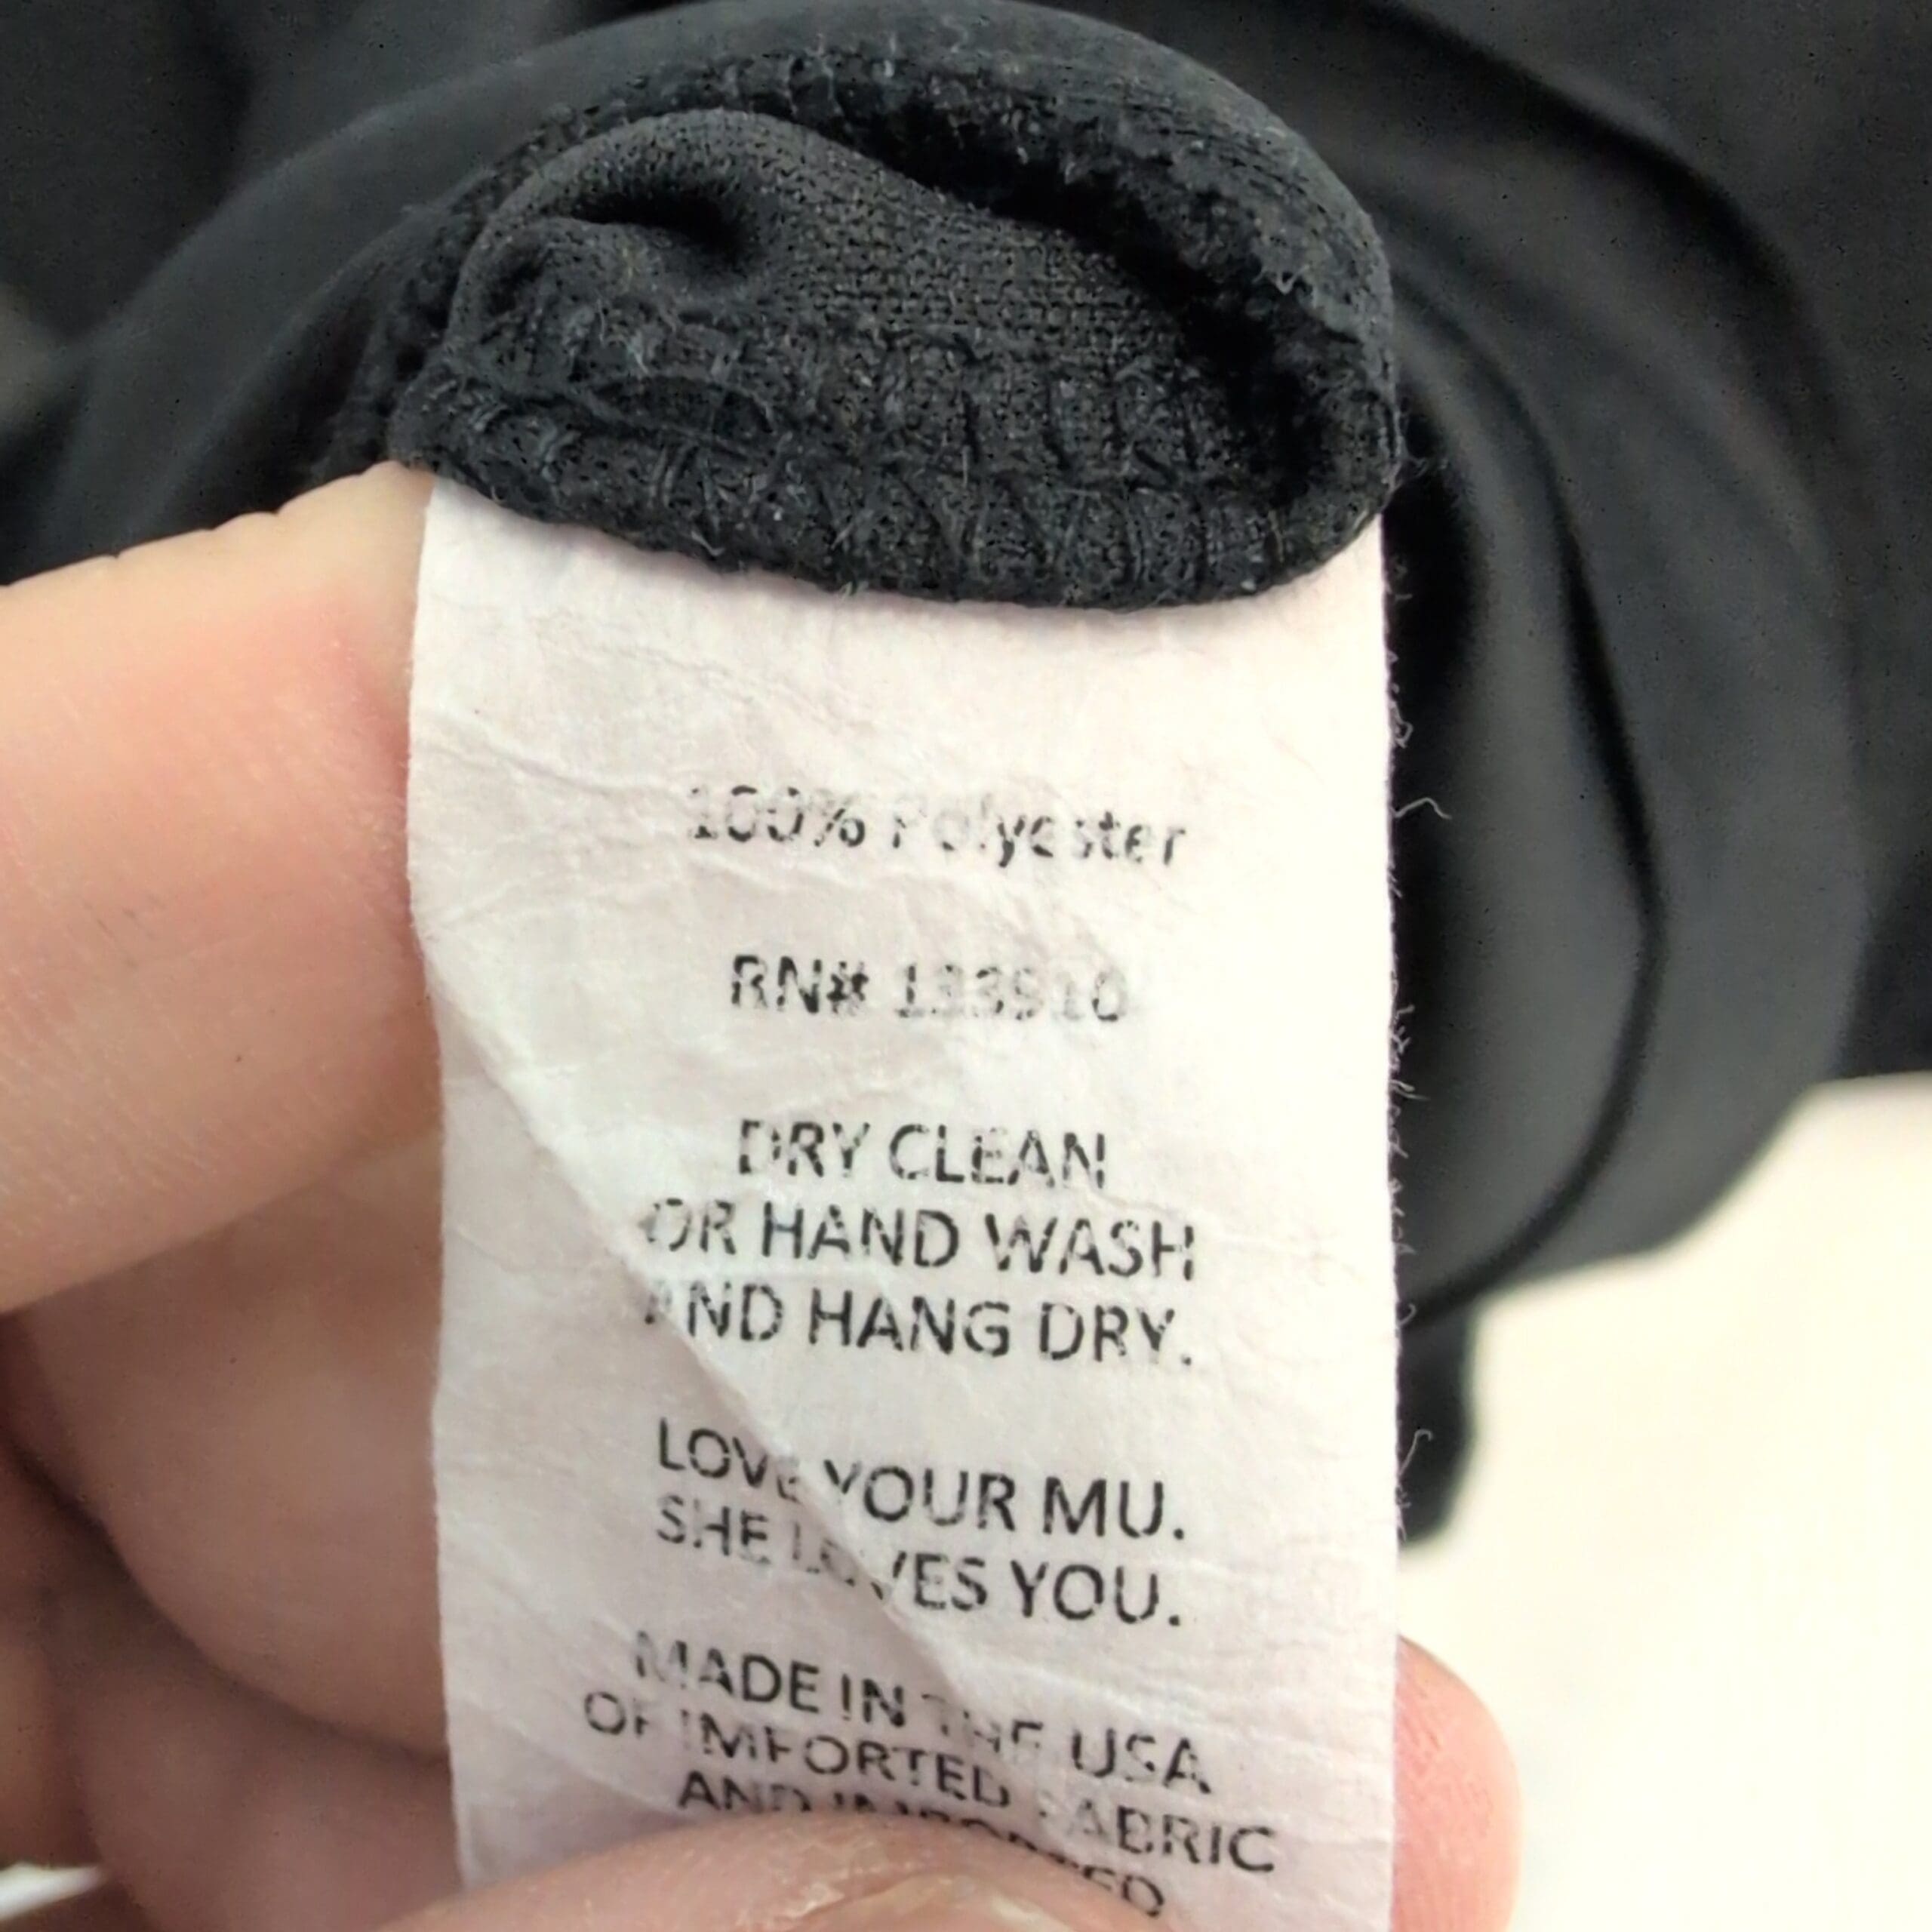 100% Polyester
RN# 133910
DRY CLEAN
OR HAND WASH
AND HANG DRY.
LOVE YOUR MU.
SHE LOVES YOU.
MADE IN THE USA
OF IMPORTED FABRIC
AND IMPORTED